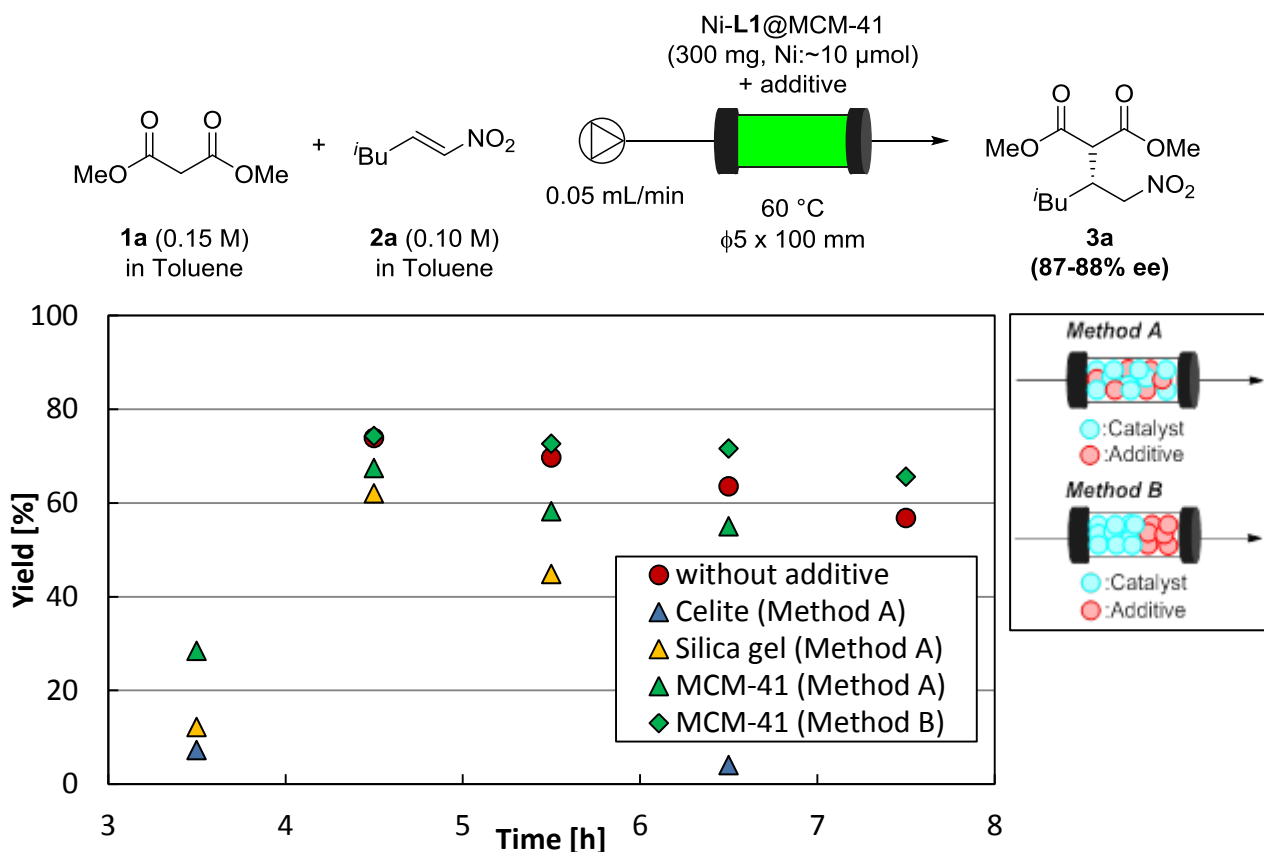 Ni-L1@MCM-41
(300 mg, Ni:~10 µmol)
+ additive
O O
MeO OMe
+
iBu NO2
0.05 mL/min
60 °C
ϕ5 x 100 mm
O O
MeO OMe
iBu NO2
1a (0.15 M)
in Toluene
2a (0.10 M)
in Toluene
3a
(87-88% ee)
Yield [%]
100
80
60
40
20
0
3 4 5 6 7 8
Time [h]
without additive
Celite (Method A)
Silica gel (Method A)
MCM-41 (Method A)
MCM-41 (Method B)
Method A
:Catalyst
:Additive
Method B
:Catalyst
:Additive